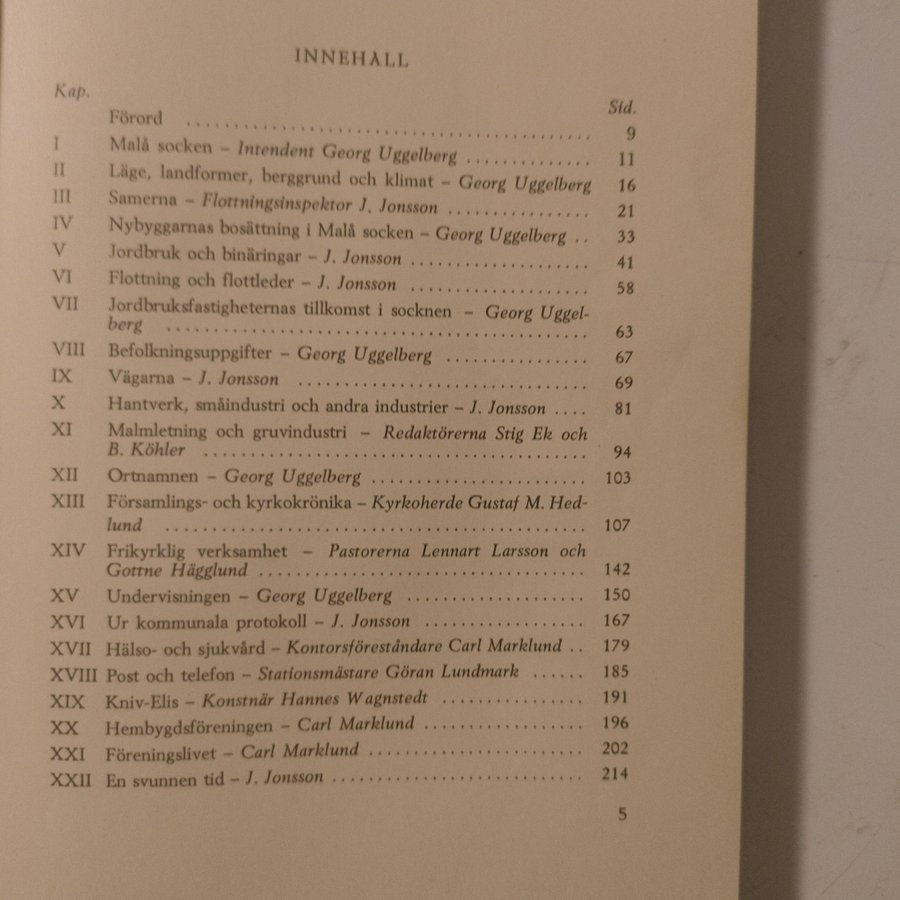 INNEHALL
Kap.
Sid.
Förord ............................................ 9
I Malå socken – Intendent Georg Uggelberg .............. 11
II Läge, landformer, berggrund och klimat – Georg Uggelberg 16
III Samerna – Flottningsinspektor J. Jonsson ................ 21
IV Nybyggarnas bosättning i Malå socken – Georg Uggelberg .. 33
V Jordbruk och binäringar – J. Jonsson .................... 41
VI Flottning och flottleder – J. Jonsson .................... 58
VII Jordbruksfastigheternas tillkomst i socknen – Georg Uggel-
berg .............................................. 63
VIII Befolkningsuppgifter – Georg Uggelberg ................ 67
IX Vägarna – J. Jonsson ................................ 69
X Hantverk, småindustri och andra industrier – J. Jonsson .... 81
XI Malmletning och gruvindustri – Redaktörerna Stig Ek och
B. Köhler .......................................... 94
XII Ortnamnen – Georg Uggelberg ........................ 103
XIII Församlings- och kyrkokrönika – Kyrkoherde Gustaf M. Hed-
lund .............................................. 107
XIV Frikyrklig verksamhet – Pastorerna Lennart Larsson och
Gottne Hägglund .................................... 142
XV Undervisningen – Georg Uggelberg .................... 150
XVI Ur kommunala protokoll – J. Jonsson .................. 167
XVII Hälso- och sjukvård – Kontorsföreståndare Carl Marklund .. 179
XVIII Post och telefon – Stationsmästare Göran Lundmark ...... 185
XIX Kniv-Elis – Konstnär Hannes Wagnstedt ................ 191
XX Hembygdsföreningen – Carl Marklund .................. 196
XXI Föreningslivet – Carl Marklund ........................ 202
XXII En svunnen tid – J. Jonsson ............................ 214
5